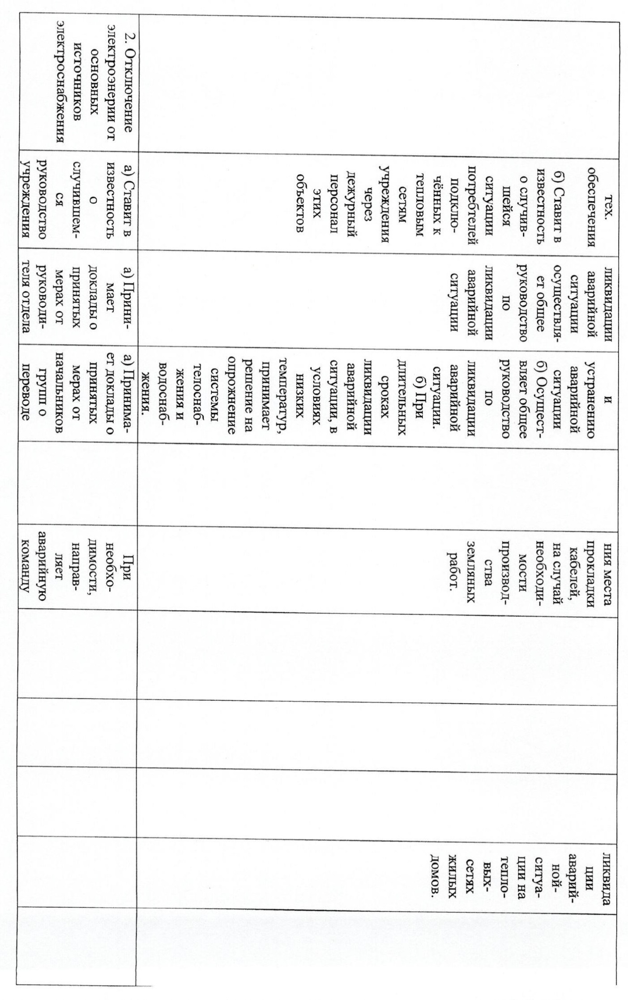 тех.
обеспечения
б) Ставит в
известность
о случив-
шейся
ситуации
потребтелей
подклю-
чённых к
тепловым
сетям
учреждения
через
дежурный
персонал
этих
объектов
ликвидации
аварийной
ситуации
осуществля-
ет общее
руководство
по
ликвидации
аварийной
ситуации
и
устранению
аварийной
ситуации
б) Осущест-
вляет общее
руководство
по
ликвидации
аварийной
ситуации.
б) При
длительных
сроках
ликвидации
аварийной
ситуации, в
условиях
низких
температур,
принимает
решение на
опрожнение
системы
телоснаб-
жения и
водоснаб-
жения.
ния места
прокладки
кабелей,
на случай
необходи-
мости
производ-
ства
земляных
работ.
ликвида
ции
аварий-
ной-
ситуа-
ции на
тепло-
вых-
сетях
жилых
домов.
2. Отключение
электроэнерии от
основных
источников
электроснабжения
а) Ставит в
известность
о
случившем-
ся
руководство
учреждения
а) Прини-
мает
доклады о
принятых
мерах от
руководи-
теля отдела
а) Принима-
ет доклады о
принятых
мерах от
начальников
групп о
переводе
При
необхо-
димости,
направ-
ляет
аварийную
команду